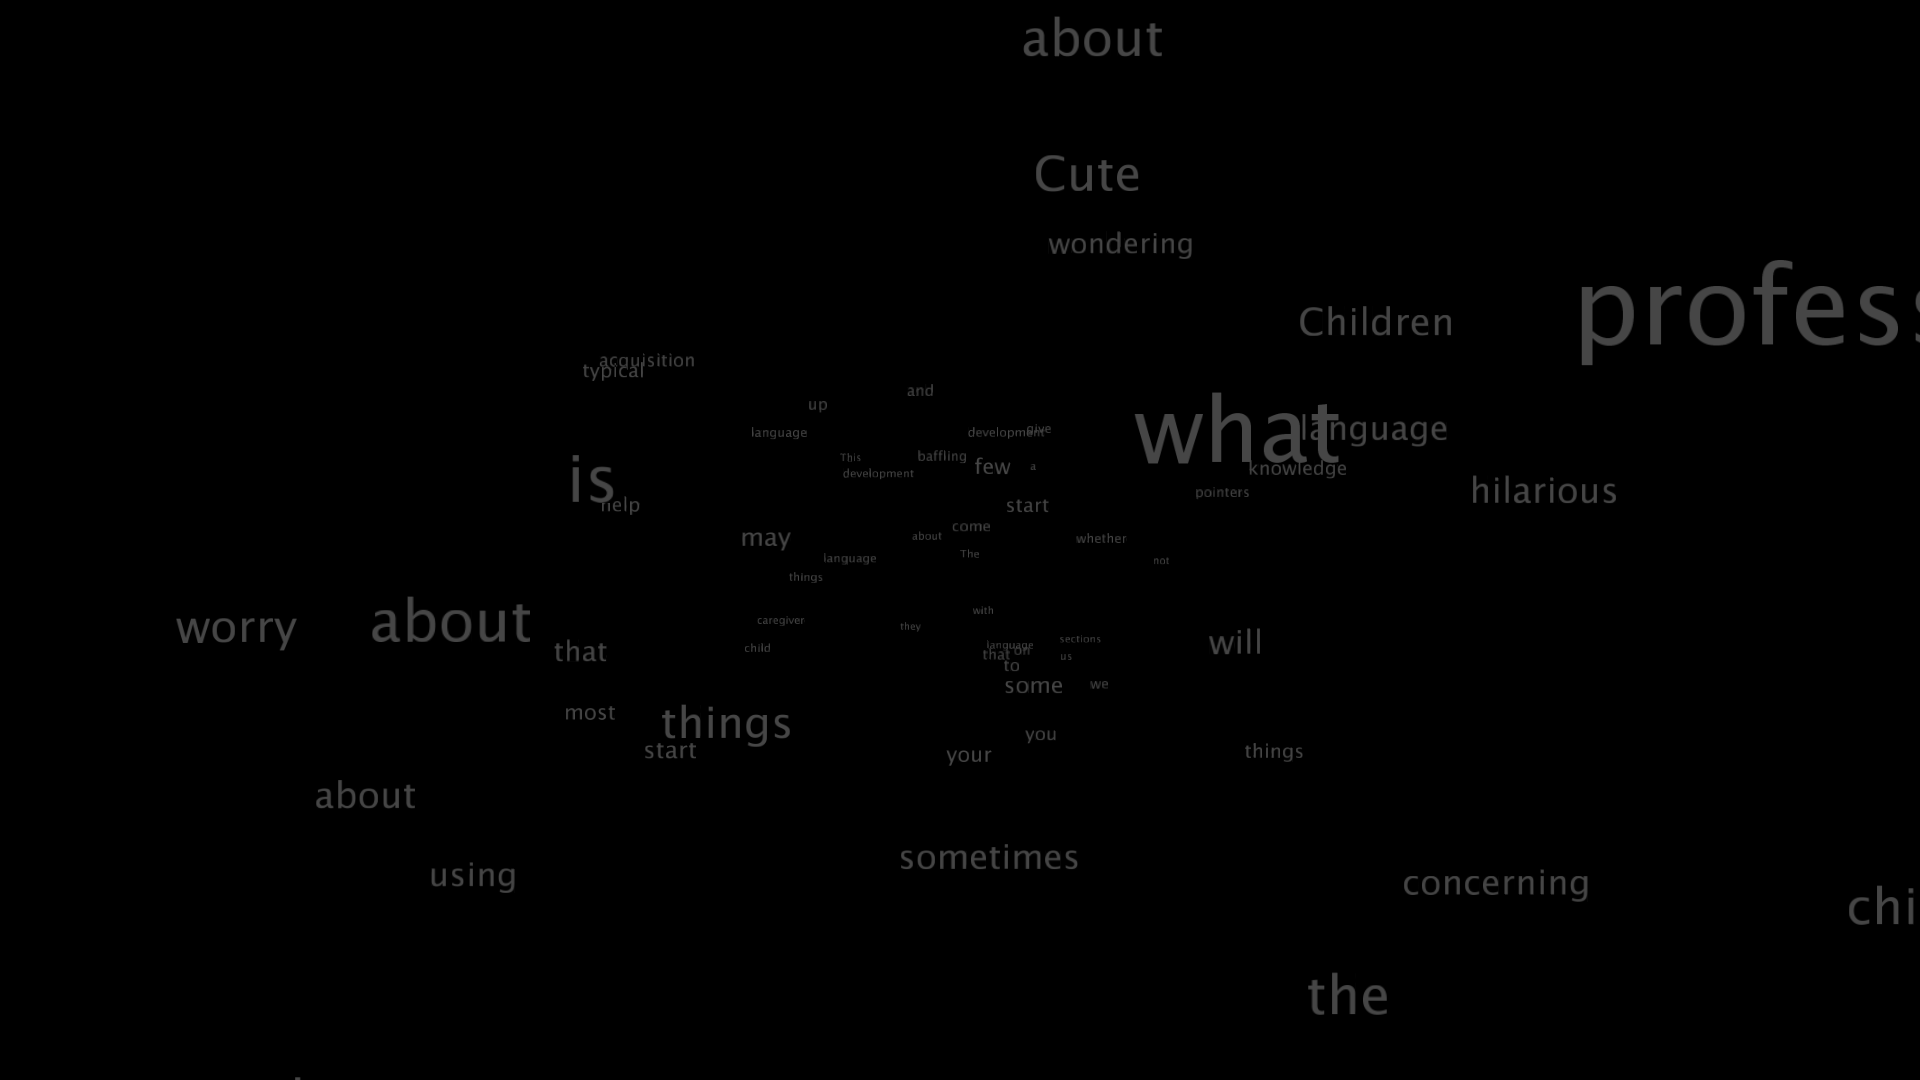 about
Cute
wondering
profess
Children
acquisition
typical
and
up
what
language
give
development
language
This
baffling
few
a
knowledge
development
is
pointers
hilarious
help
start
come
about
may
whether
The
language
not
things
with
caregiver
worry
about
they
sections
will
language
child
that
on
that
us
to
some
we
most
things
you
start
your
things
about
sometimes
using
concerning
chi
the